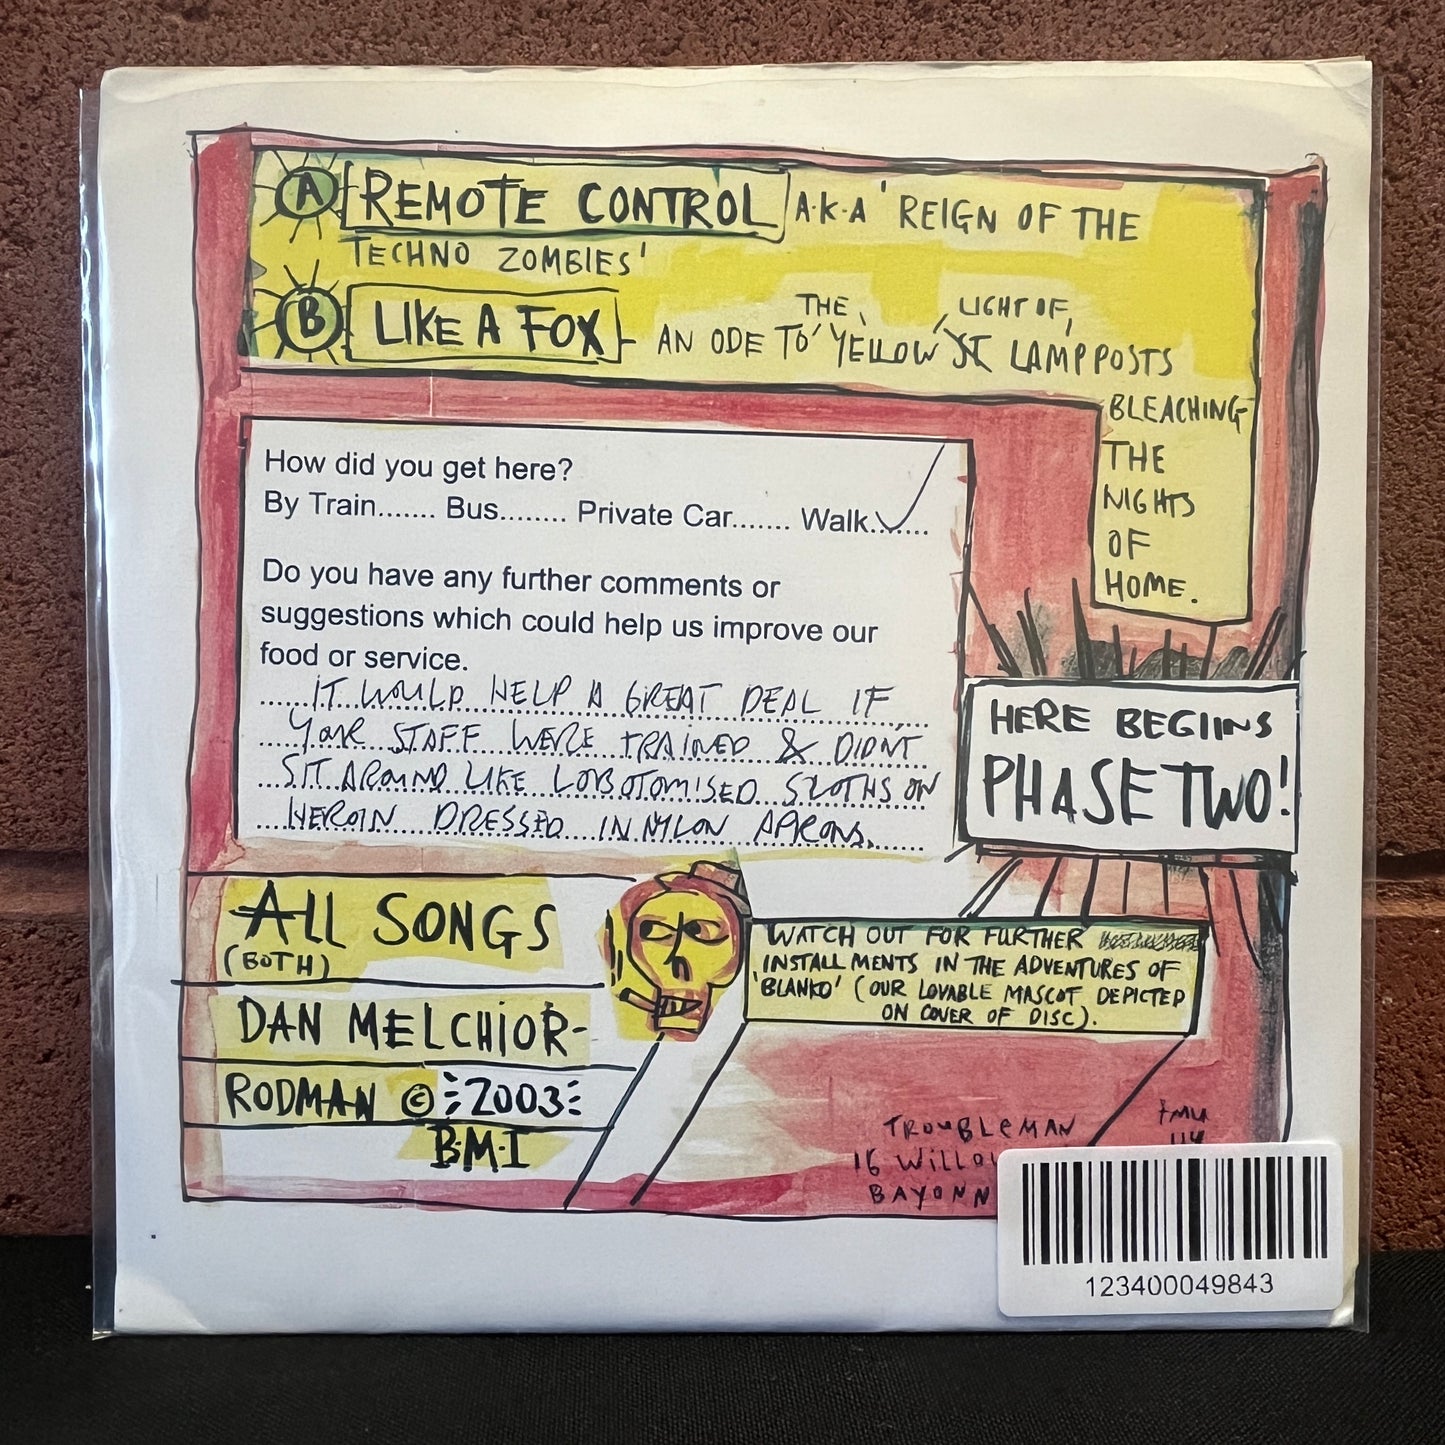 A REMOTE CONTROL A.K.A 'REIGN OF THE
TECHNO ZOMBIES'
B LIKE A FOX - AN ODE TO 'THE YELLOW LIGHT OF ST LAMPPOSTS
BLEACHING
THE
NIGHTS
OF
HOME.
How did you get here?
By Train....... Bus........ Private Car....... Walk.✓......
Do you have any further comments or
suggestions which could help us improve our
food or service.
IT WOULD HELP A GREAT DEAL IF
YOUR STAFF WERE TRAINED & DIDNT
SIT AROUND LIKE LOBOTOMISED SLOTHS ON
HEROIN DRESSED IN NYLON APRONS.
HERE BEGIINS
PHASE TWO!
ALL SONGS
(BOTH)
DAN MELCHIOR-
RODMAN © 2003
B.M.I
WATCH OUT FOR FURTHER
INSTALLMENTS IN THE ADVENTURES OF
'BLANKO' (OUR LOVABLE MASCOT DEPICTED
ON COVER OF DISC).
TROUBLEMAN
16
TMU
114
123400049843